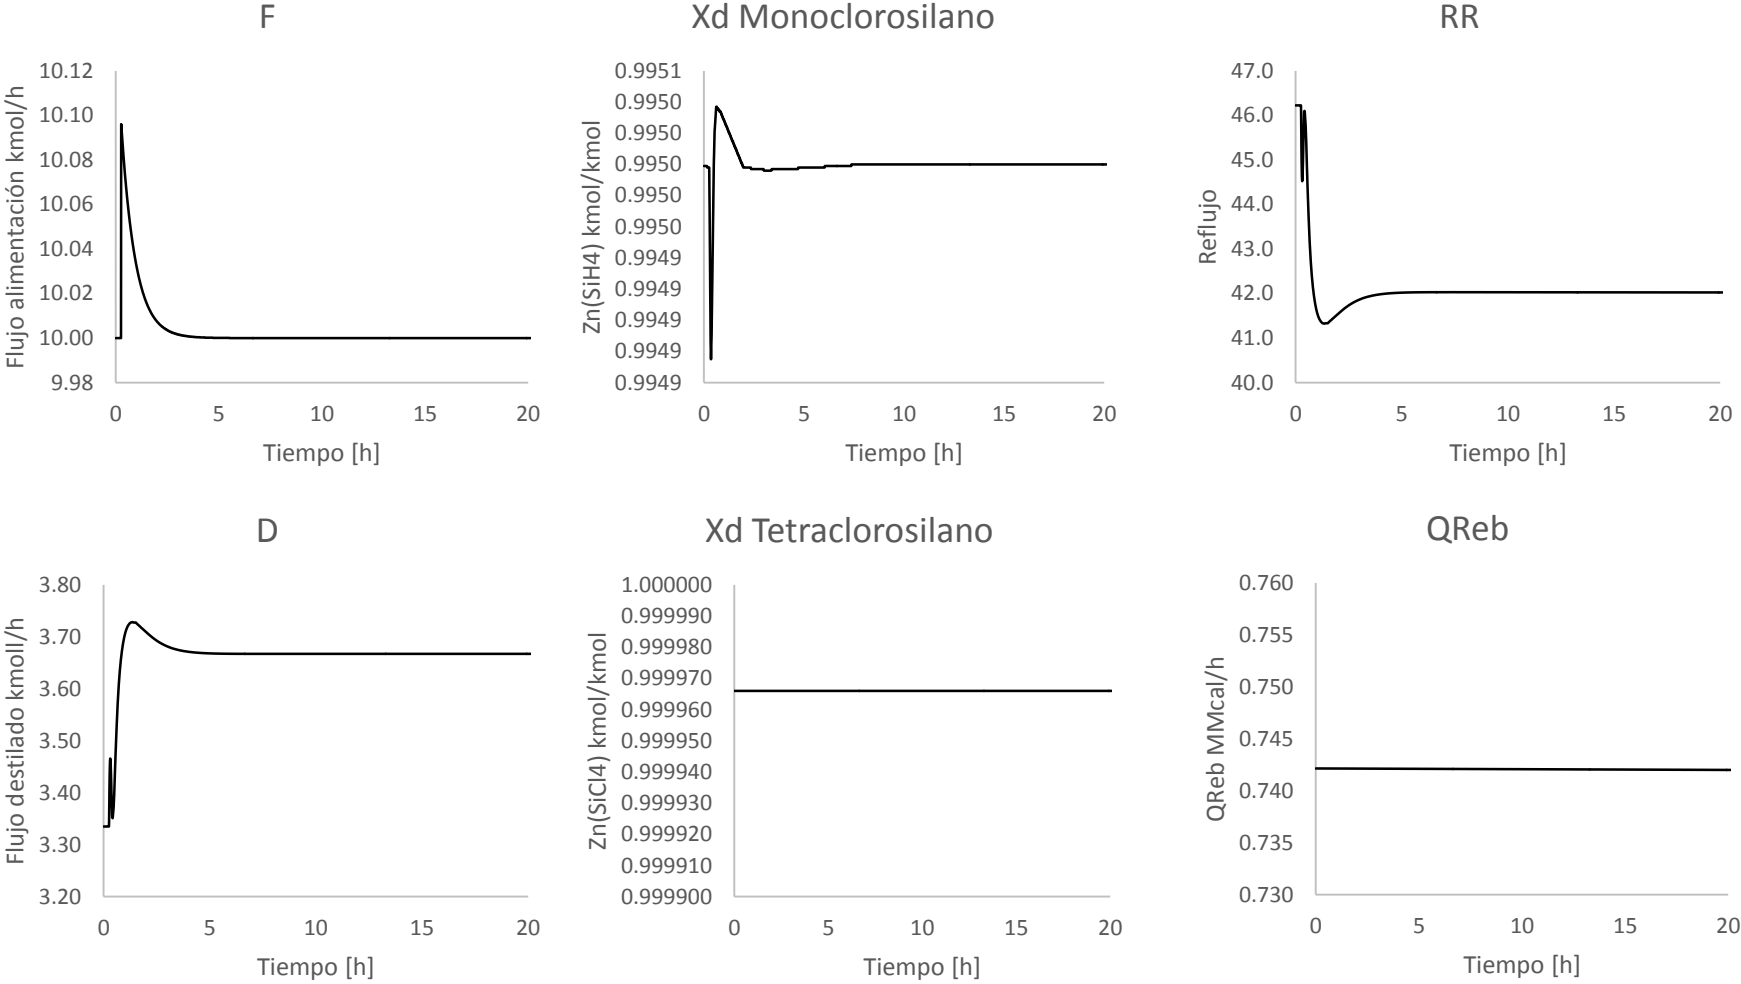 F
Flujo alimentación kmol/h
10.12
10.10
10.08
10.06
10.04
10.02
10.00
9.98
0 5 10 15 20
Tiempo [h]
Xd Monoclorosilano
Zn(SiH4) kmol/kmol
0.9951
0.9950
0.9950
0.9950
0.9950
0.9950
0.9949
0.9949
0.9949
0.9949
0.9949
0 5 10 15 20
Tiempo [h]
RR
Reflujo
47.0
46.0
45.0
44.0
43.0
42.0
41.0
40.0
0 5 10 15 20
Tiempo [h]
D
Flujo destilado kmoll/h
3.80
3.70
3.60
3.50
3.40
3.30
3.20
0 5 10 15 20
Tiempo [h]
Xd Tetraclorosilano
Zn(SiCl4) kmol/kmol
1.000000
0.999990
0.999980
0.999970
0.999960
0.999950
0.999940
0.999930
0.999920
0.999910
0.999900
0 5 10 15 20
Tiempo [h]
QReb
QReb MMcal/h
0.760
0.755
0.750
0.745
0.740
0.735
0.730
0 5 10 15 20
Tiempo [h]